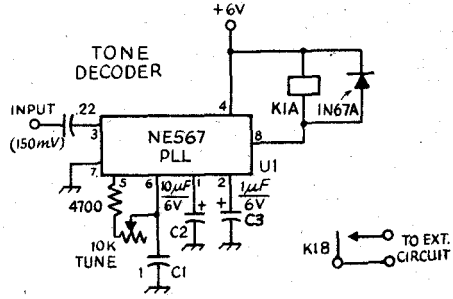 +6V
TONE
DECODER
INPUT
(150mV)
.22
4
3
NE567
PLL
8
U1
7
5
6
1
2
K1A
1N67A
4700
10µF
6V
1µF
6V
+
+
C2
C3
10K
TUNE
1
C1
K1B
TO EXT.
CIRCUIT